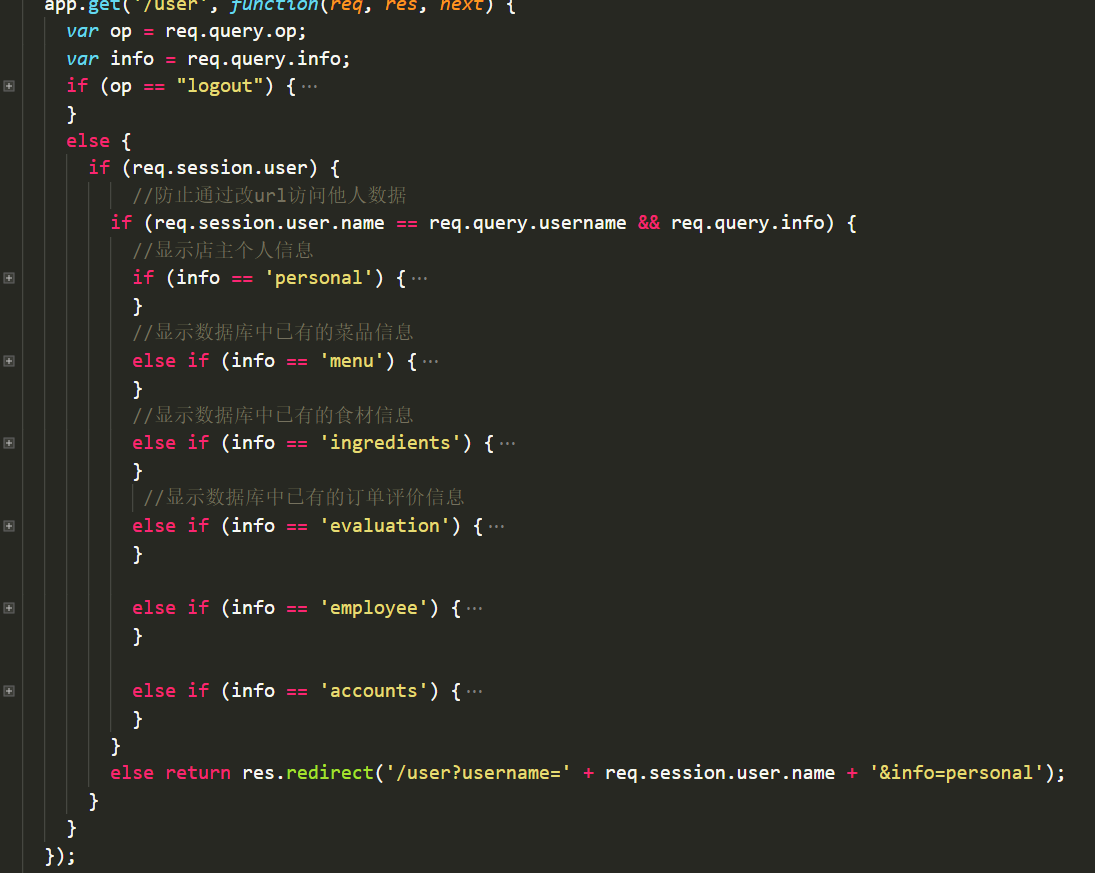 app.get('/user', function(req, res, next) {
var op = req.query.op;
var info = req.query.info;
if (op == "logout") {···
}
else {
if (req.session.user) {
//防止通过改url访问他人数据
if (req.session.user.name == req.query.username && req.query.info) {
//显示店主个人信息
if (info == 'personal') {···
}
//显示数据库中已有的菜品信息
else if (info == 'menu') {···
}
//显示数据库中已有的食材信息
else if (info == 'ingredients') {···
}
//显示数据库中已有的订单评价信息
else if (info == 'evaluation') {···
}
else if (info == 'employee') {···
}
else if (info == 'accounts') {···
}
}
else return res.redirect('/user?username=' + req.session.user.name + '&info=personal');
}
}
});